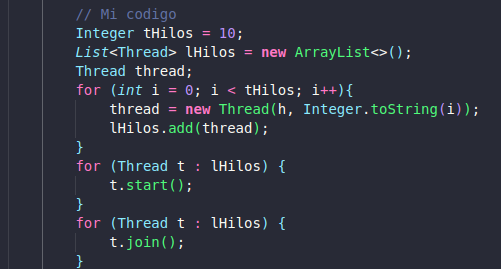 // Mi codigo
Integer tHilos = 10;
List<Thread> lHilos = new ArrayList<>();
Thread thread;
for (int i = 0; i < tHilos; i++){
    thread = new Thread(h, Integer.toString(i));
    lHilos.add(thread);
}
for (Thread t : lHilos) {
    t.start();
}
for (Thread t : lHilos) {
    t.join();
}